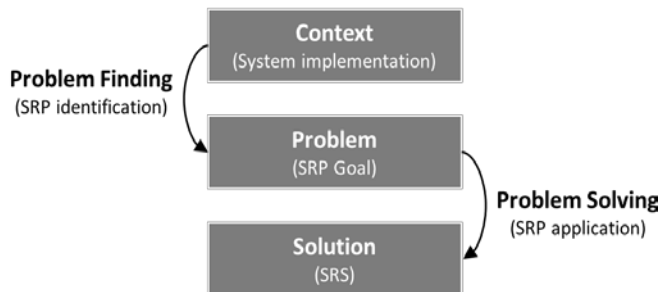 Context
(System implementation)
Problem Finding
(SRP identification)
Problem
(SRP Goal)
Problem Solving
(SRP application)
Solution
(SRS)